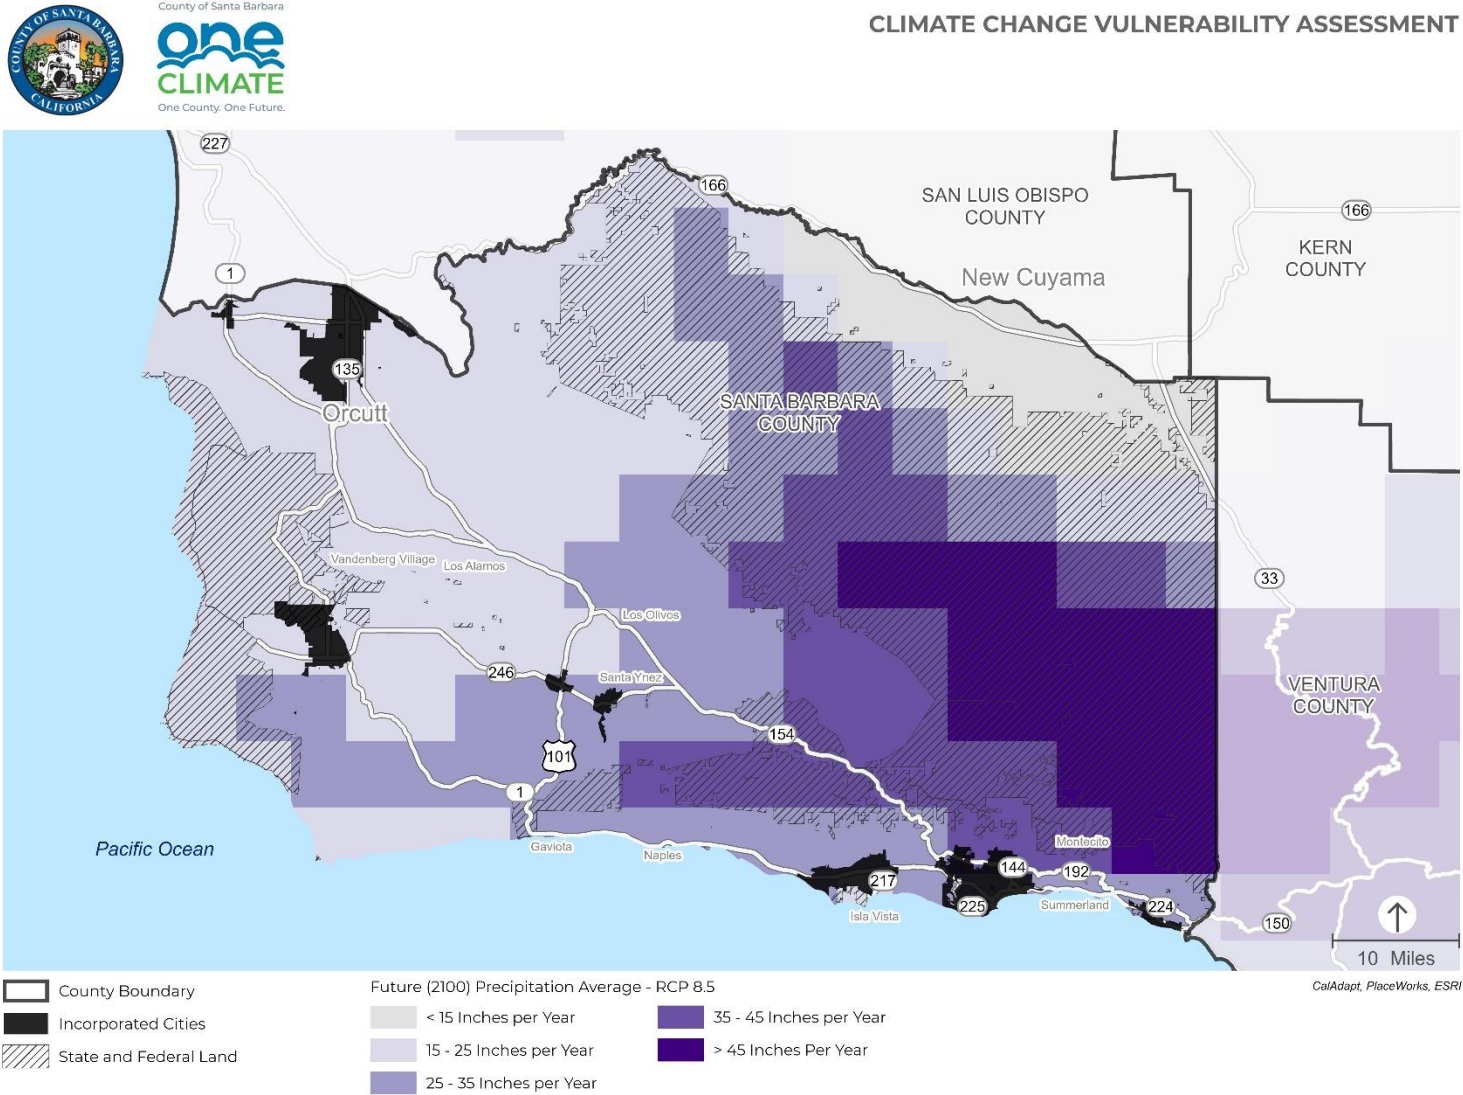 COUNTY OF SANTA BARBARA
CALIFORNIA
County of Santa Barbara
one
CLIMATE
One County. One Future.
CLIMATE CHANGE VULNERABILITY ASSESSMENT
227
166
SAN LUIS OBISPO
COUNTY
166
KERN
COUNTY
1
New Cuyama
135
Orcutt
SANTA BARBARA
COUNTY
Vandenberg Village
Los Alamos
33
Los Olivos
246
Santa Ynez
VENTURA
COUNTY
154
101
1
Pacific Ocean
Gaviota
Naples
Montecito
144
192
217
225
Isla Vista
Summerland
224
150
10 Miles
CalAdapt, PlaceWorks, ESRI
County Boundary
Incorporated Cities
State and Federal Land
Future (2100) Precipitation Average - RCP 8.5
< 15 Inches per Year
15 - 25 Inches per Year
25 - 35 Inches per Year
35 - 45 Inches per Year
> 45 Inches Per Year